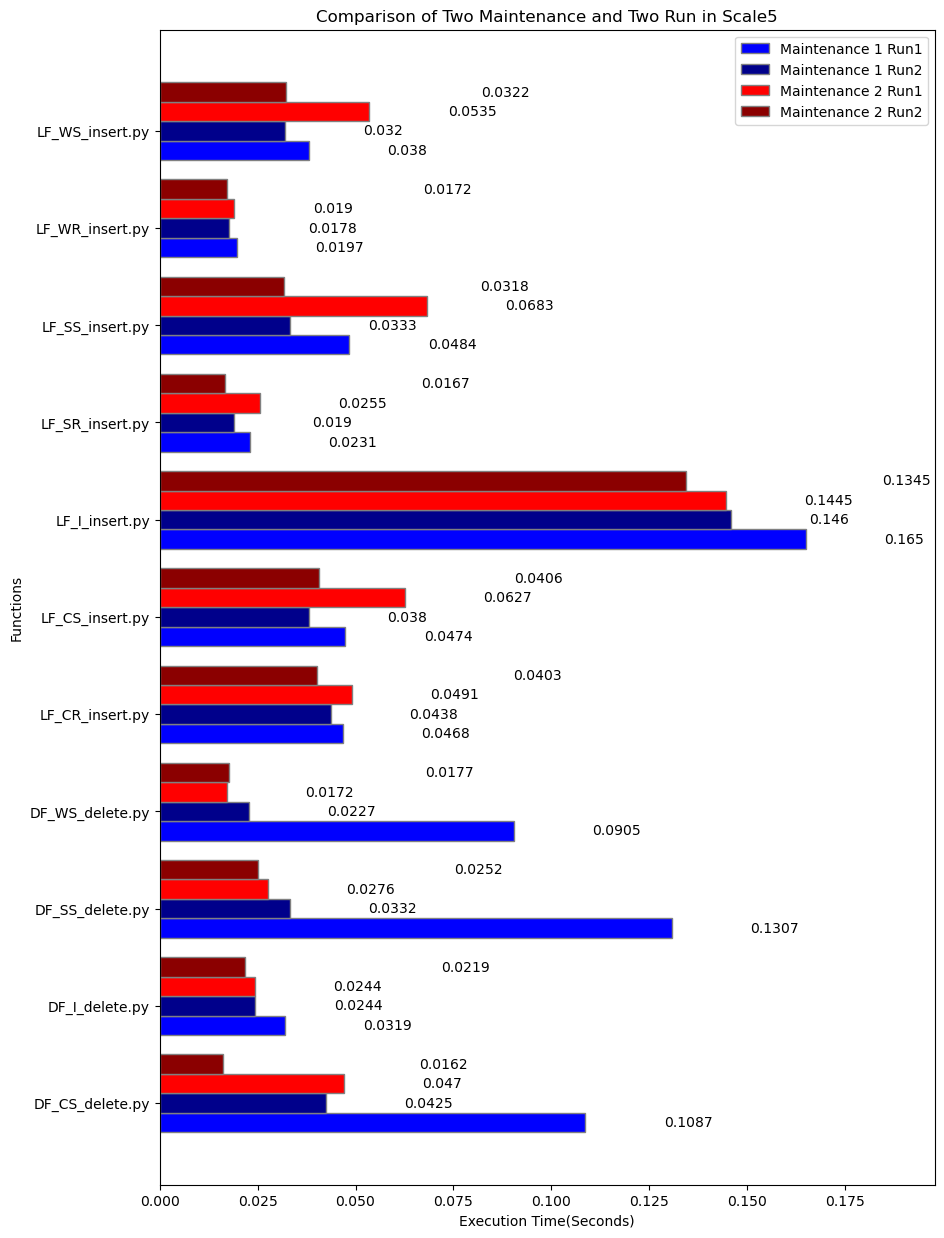 Comparison of Two Maintenance and Two Run in Scale5
Maintenance 1 Run1
Maintenance 1 Run2
Maintenance 2 Run1
Maintenance 2 Run2
Functions
LF_WS_insert.py
0.0322
0.0535
0.032
0.038
LF_WR_insert.py
0.0172
0.019
0.0178
0.0197
LF_SS_insert.py
0.0318
0.0683
0.0333
0.0484
LF_SR_insert.py
0.0167
0.0255
0.019
0.0231
LF_I_insert.py
0.1345
0.1445
0.146
0.165
LF_CS_insert.py
0.0406
0.0627
0.038
0.0474
LF_CR_insert.py
0.0403
0.0491
0.0438
0.0468
DF_WS_delete.py
0.0177
0.0172
0.0227
0.0905
DF_SS_delete.py
0.0252
0.0276
0.0332
0.1307
DF_I_delete.py
0.0219
0.0244
0.0244
0.0319
DF_CS_delete.py
0.0162
0.047
0.0425
0.1087
0.000 0.025 0.050 0.075 0.100 0.125 0.150 0.175
Execution Time(Seconds)